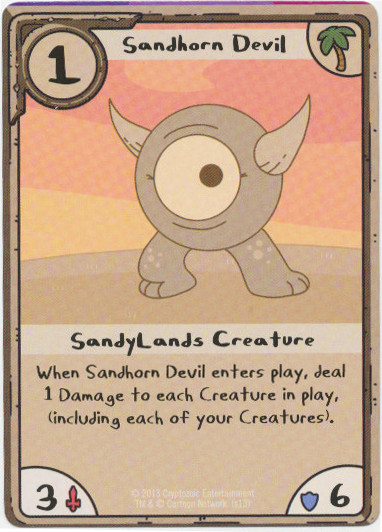 1
Sandhorn Devil
SandyLands Creature
When Sandhorn Devil enters play, deal
1 Damage to each Creature in play,
(including each of your Creatures).
© 2013 Cryptozoic Entertainment
TM & © Cartoon Network
3
6